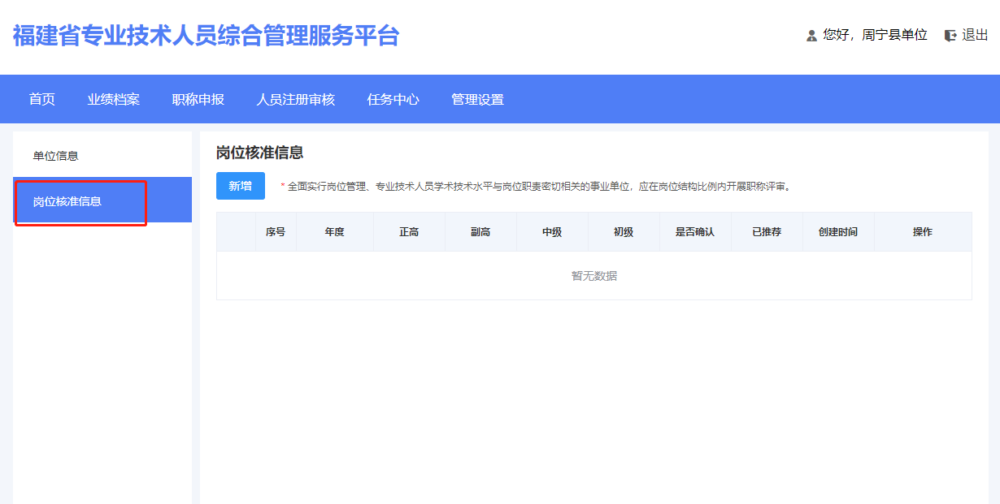 福建省专业技术人员综合管理服务平台
您好，周宁县单位 退出
首页 业绩档案 职称申报 人员注册审核 任务中心 管理设置
单位信息
岗位核准信息
岗位核准信息
新增 * 全面实行岗位管理、专业技术人员学术技术水平与岗位职责密切相关的事业单位，应在岗位结构比例内开展职称评审。
序号 年度 正高 副高 中级 初级 是否确认 已推荐 创建时间 操作
暂无数据